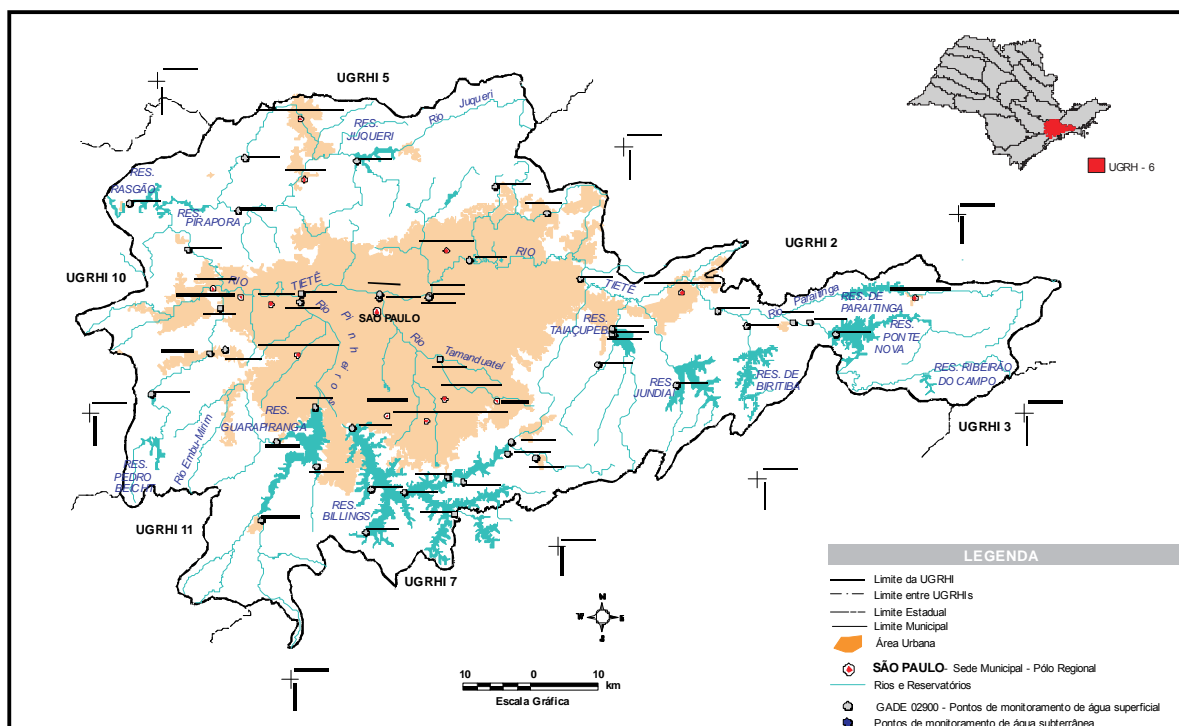 UGRHI 5
Rio Juqueri
RES. JUQUERI
UGRH - 6
RES. RASGÃO
RES. PIRAPORA
UGRHI 2
UGRHI 10
RIO TIETÊ
RIO
TIETÊ
Rio Paraitinga
RES. DE PARAITINGA
RES. PONTE NOVA
Rio Pinheiros
SÃO PAULO
RES. TAIAÇUPEBA
Rio Tamanduateí
RES. RIBEIRÃO DO CAMPO
RES. DE BIRITIBA
RES. JUNDIAÍ
RES. GUARAPIRANGA
UGRHI 3
Rio Embu-Mirim
RES. PEDRO BEICHT
RES. BILLINGS
UGRHI 11
UGRHI 7
N
W E
S
10 0 10
km
Escala Gráfica
LEGENDA
Limite da UGRHI
Limite entre UGRHIs
Limite Estadual
Limite Municipal
Área Urbana
SÃO PAULO- Sede Municipal - Pólo Regional
Rios e Reservatórios
GADE 02900 - Pontos de monitoramento de água superficial
Pontos de monitoramento de água subterrânea